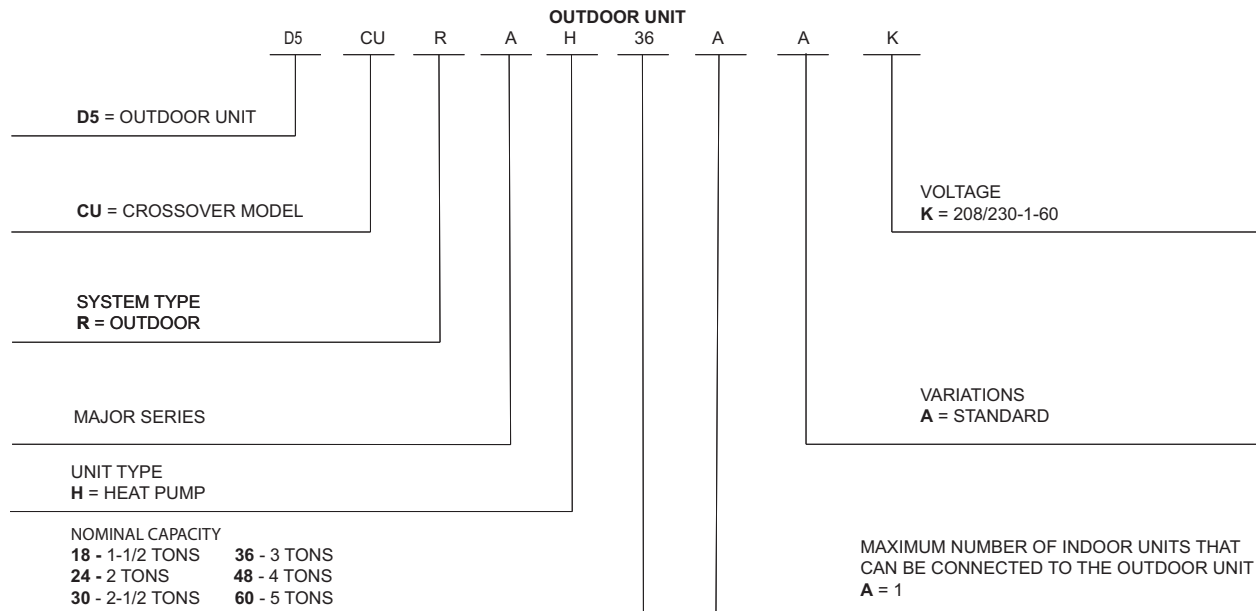 OUTDOOR UNIT
D5 CU R A H 36 A A K
D5 = OUTDOOR UNIT
CU = CROSSOVER MODEL
VOLTAGE
K = 208/230-1-60
SYSTEM TYPE
R = OUTDOOR
MAJOR SERIES
VARIATIONS
A = STANDARD
UNIT TYPE
H = HEAT PUMP
NOMINAL CAPACITY
18 - 1-1/2 TONS 36 - 3 TONS
24 - 2 TONS 48 - 4 TONS
30 - 2-1/2 TONS 60 - 5 TONS
MAXIMUM NUMBER OF INDOOR UNITS THAT
CAN BE CONNECTED TO THE OUTDOOR UNIT
A = 1